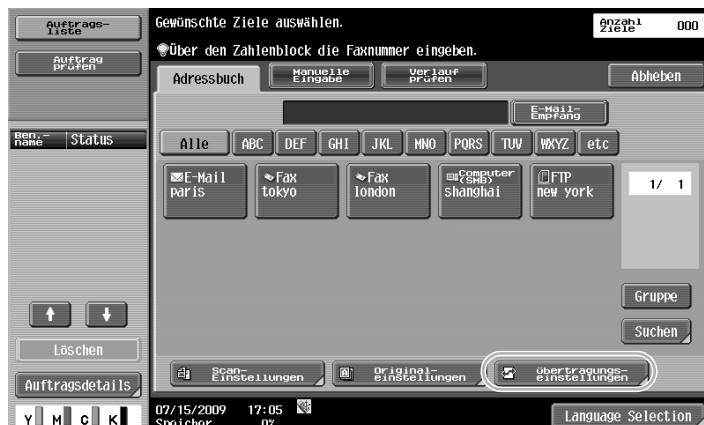 Auftrags-
liste
Auftrag
prüfen
Ben.-
name
Status
Löschen
Auftragsdetails
Y M C K
Gewünschte Ziele auswählen.
Über den Zahlenblock die Faxnummer eingeben.
Anzahl
Ziele
000
Adressbuch
Manuelle
Eingabe
Verlauf
prüfen
Abheben
E-Mail-
Empfang
Alle ABC DEF GHI JKL MNO PQRS TUV WXYZ etc
E-Mail
paris
Fax
tokyo
Fax
london
Computer
(SMB)
shanghai
FTP
new york
1/ 1
Gruppe
Suchen
Scan-
Einstellungen
Original-
einstellungen
Übertragungs-
einstellungen
07/15/2009 17:05
Speicher 0%
Language Selection